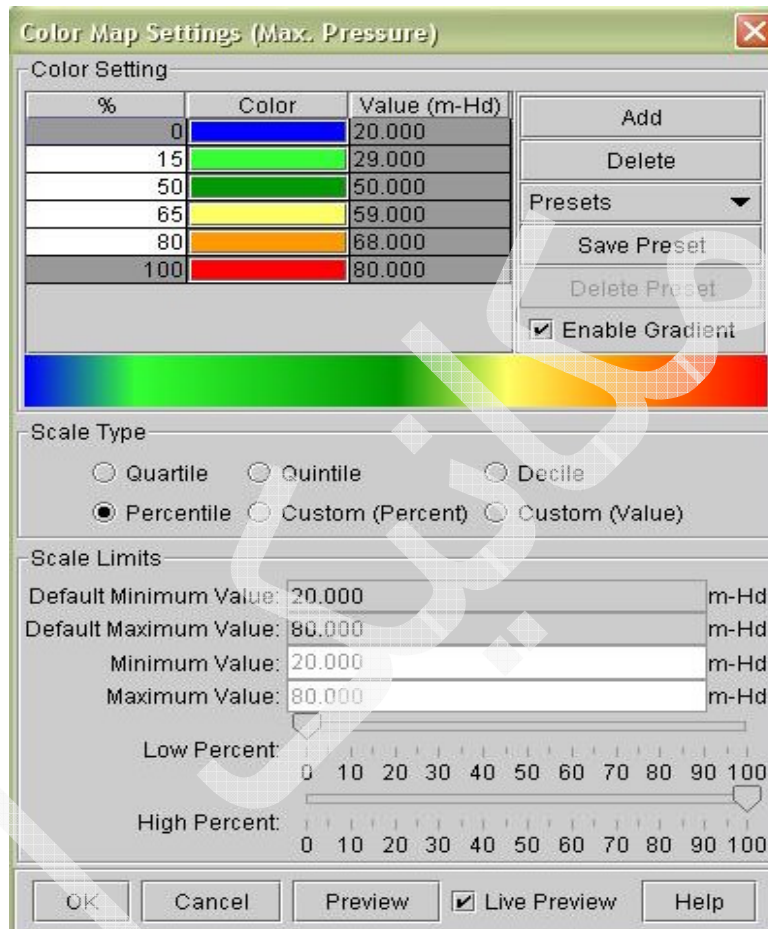 Color Map Settings (Max. Pressure)
Color Setting
% Color Value (m-Hd)
0 20.000
15 29.000
50 50.000
65 59.000
80 68.000
100 80.000
Add
Delete
Presets
Save Preset
Delete Preset
Enable Gradient
Scale Type
Quartile Quintile Decile
Percentile Custom (Percent) Custom (Value)
Scale Limits
Default Minimum Value: 20.000 m-Hd
Default Maximum Value: 80.000 m-Hd
Minimum Value: 20.000 m-Hd
Maximum Value: 80.000 m-Hd
Low Percent:
0 10 20 30 40 50 60 70 80 90 100
High Percent:
0 10 20 30 40 50 60 70 80 90 100
OK Cancel Preview Live Preview Help